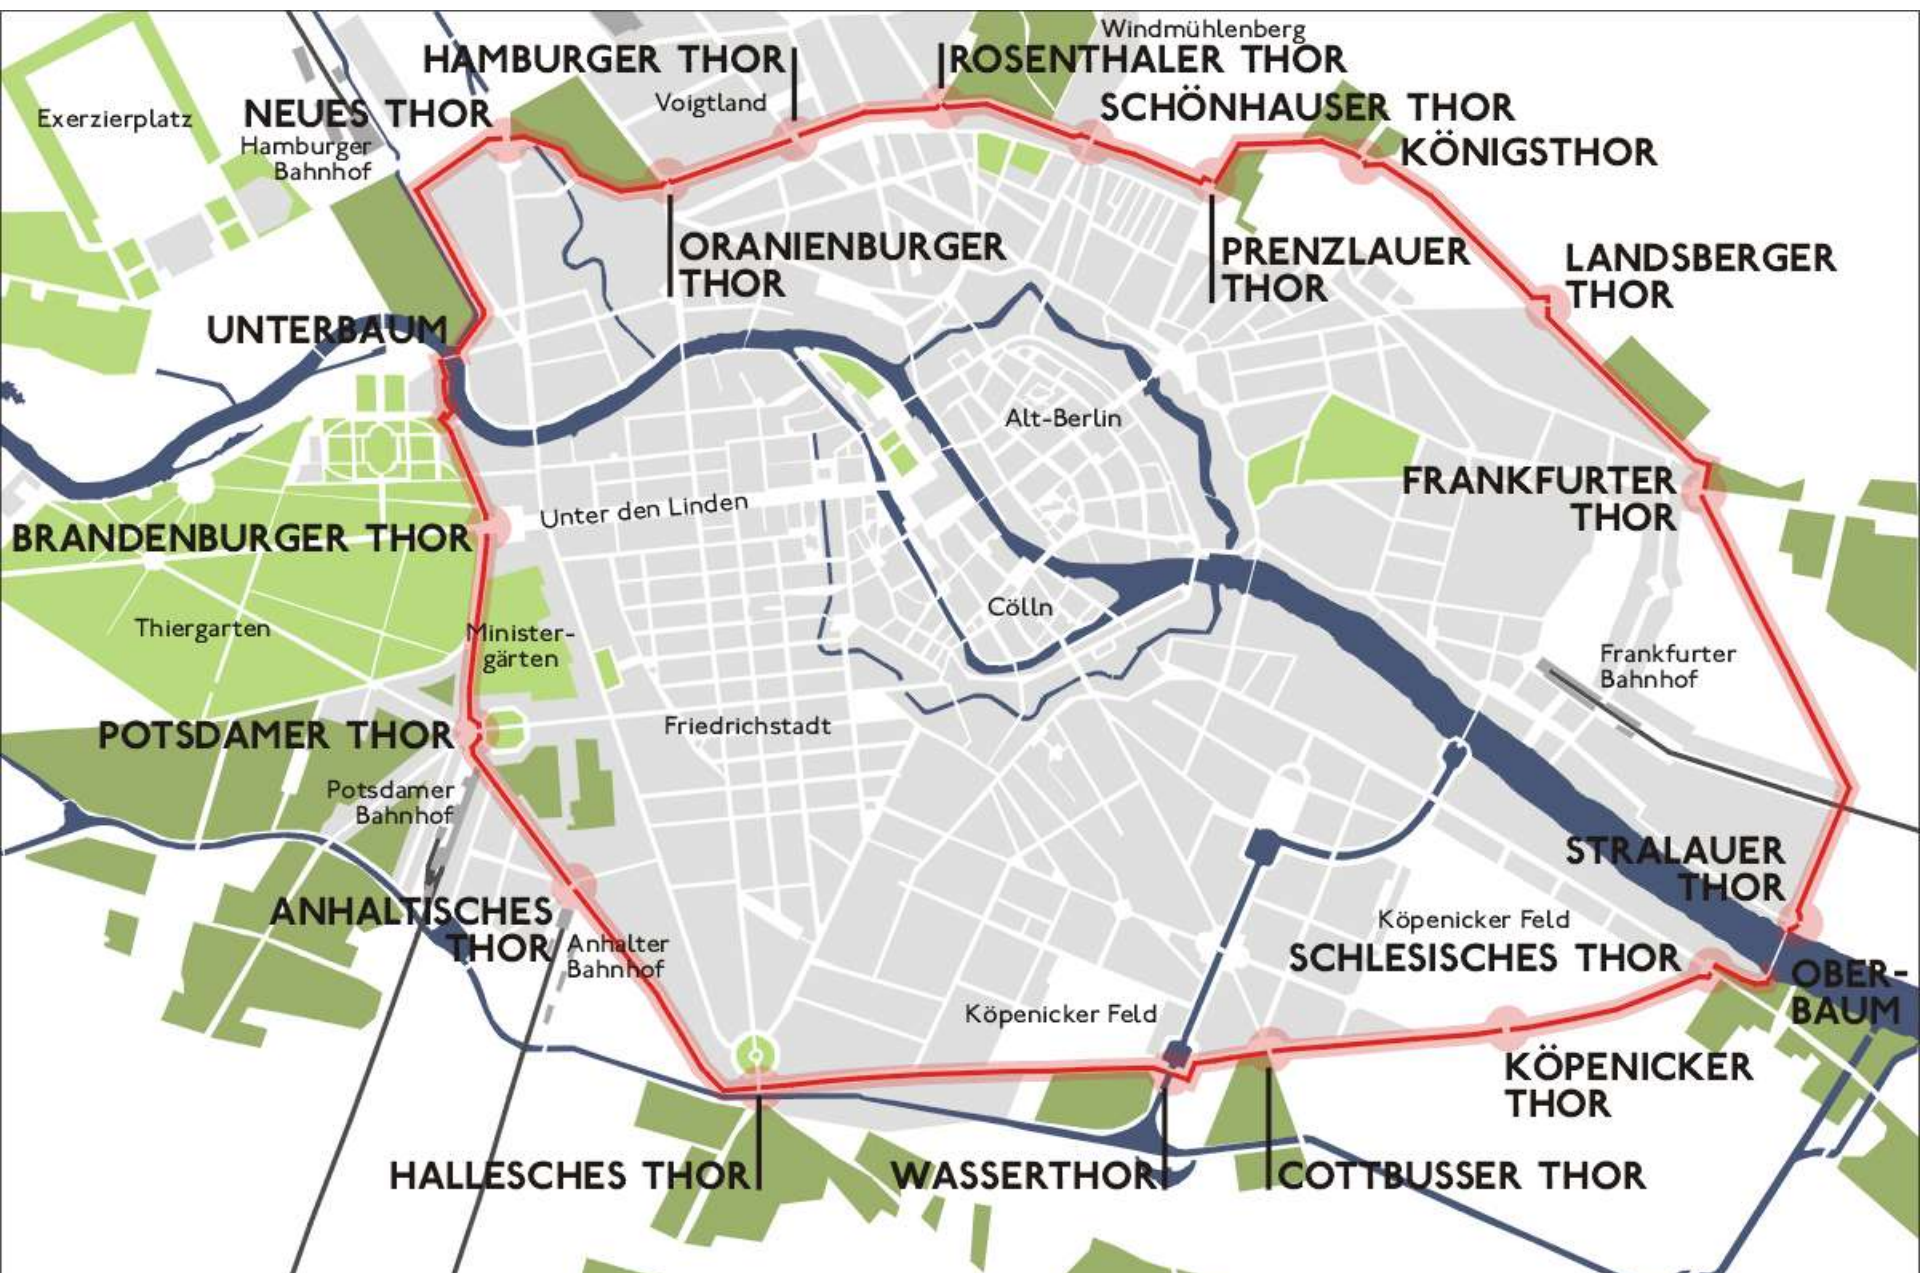 Windmühlenberg
HAMBURGER THOR
ROSENTHALER THOR
Exerzierplatz
NEUES THOR
Voigtland
SCHÖNHAUSER THOR
Hamburger
Bahnhof
KÖNIGSTHOR
ORANIENBURGER
THOR
PRENZLAUER
THOR
LANDSBERGER
THOR
UNTERBAUM
Alt-Berlin
FRANKFURTER
THOR
Unter den Linden
BRANDENBURGER THOR
Cölln
Thiergarten
Minister-
gärten
Frankfurter
Bahnhof
POTSDAMER THOR
Friedrichstadt
Potsdamer
Bahnhof
STRALAUER
THOR
ANHALTISCHES
THOR
Anhalter
Bahnhof
Köpenicker Feld
SCHLESISCHES THOR
OBER-
BAUM
Köpenicker Feld
KÖPENICKER
THOR
HALLESCHES THOR
WASSERTHOR
COTTBUSSER THOR